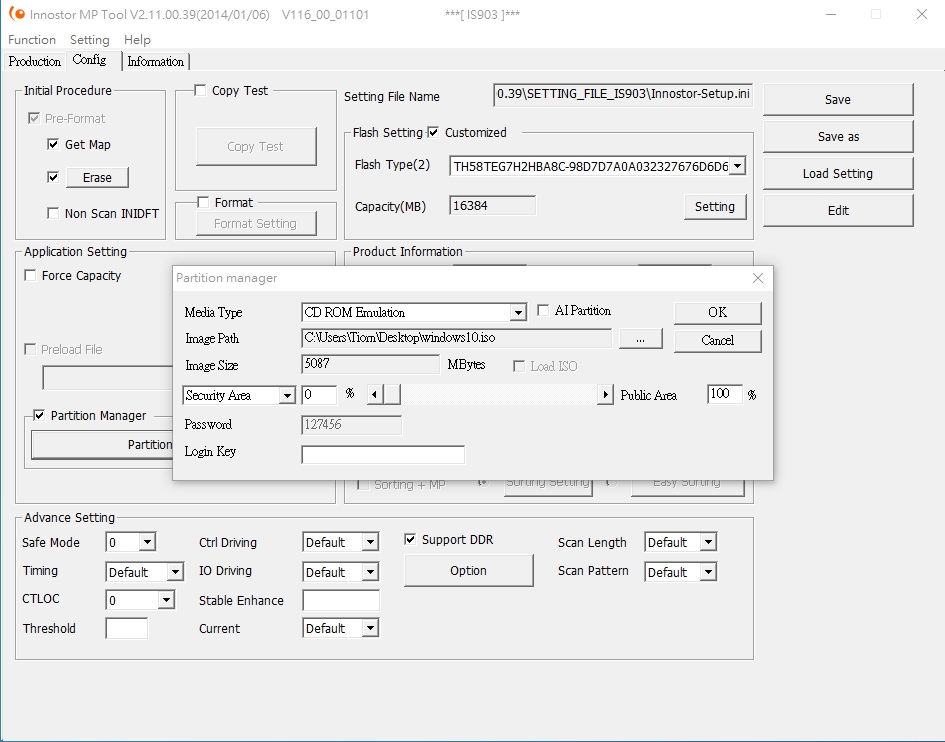 Innostor MP Tool V2.11.00.39(2014/01/06) V116_00_01101 ***[ IS903 ]***
Function Setting Help
Production Config Information
Initial Procedure
Pre-Format
Get Map
Erase
Non Scan INIDFT
Copy Test
Copy Test
Format
Format Setting
Setting File Name 0.39\SETTING_FILE_IS903\Innostor-Setup.ini
Flash Setting Customized
Flash Type(2) TH58TEG7H2HBA8C-98D7D7A0A032327676D6D6
Capacity(MB) 16384 Setting
Save
Save as
Load Setting
Edit
Application Setting
Force Capacity
Preload File
Partition Manager
Partition
Product Information
Partition manager
Media Type CD ROM Emulation AI Partition OK
Image Path C:\Users\Tiom\Desktop\windows10.iso ... Cancel
Image Size 5087 MBytes Load ISO
Security Area 0 % Public Area 100 %
Password 127456
Login Key
Sorting + MP Sorting Setting Easy Sorting
Advance Setting
Safe Mode 0 Ctrl Driving Default Support DDR Scan Length Default
Timing Default IO Driving Default Option Scan Pattern Default
CTLOC 0 Stable Enhance
Threshold Current Default